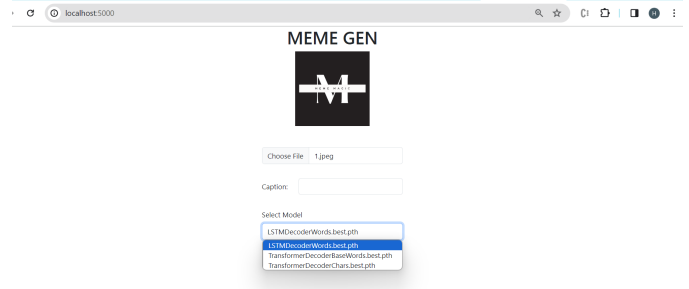 localhost:5000
H
MEME GEN
M
MEME MAGIC
Choose File 1.jpeg
Caption:
Select Model
LSTMDecoderWords.best.pth
LSTMDecoderWords.best.pth
TransformerDecoderBaseWords.best.pth
TransformerDecoderChars.best.pth